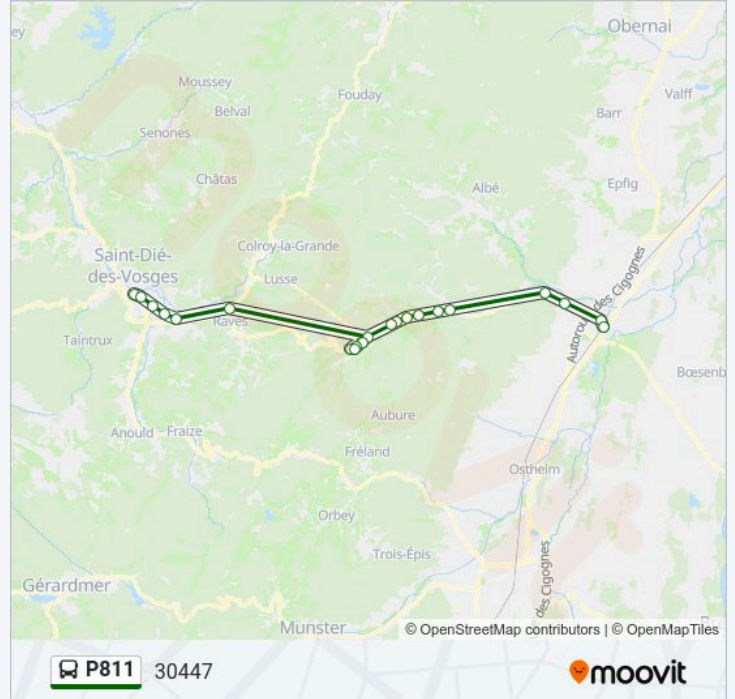 ey
Obernai
Moussey
Fouday
Valff
Belval
Barr
Senones
Châtas
Albé
Epfig
Saint-Dié-
des-Vosges
Colroy-la-Grande
Lusse
Autorou des Cigognes
Raves
Taintrux
Bœsenb
Aubure
Anould
Fraize
Fréland
Ostheim
Orbey
Trois-Épis
des Cigognes
Gérardmer
Munster
© OpenStreetMap contributors | © OpenMapTiles
P811 30447 moovit